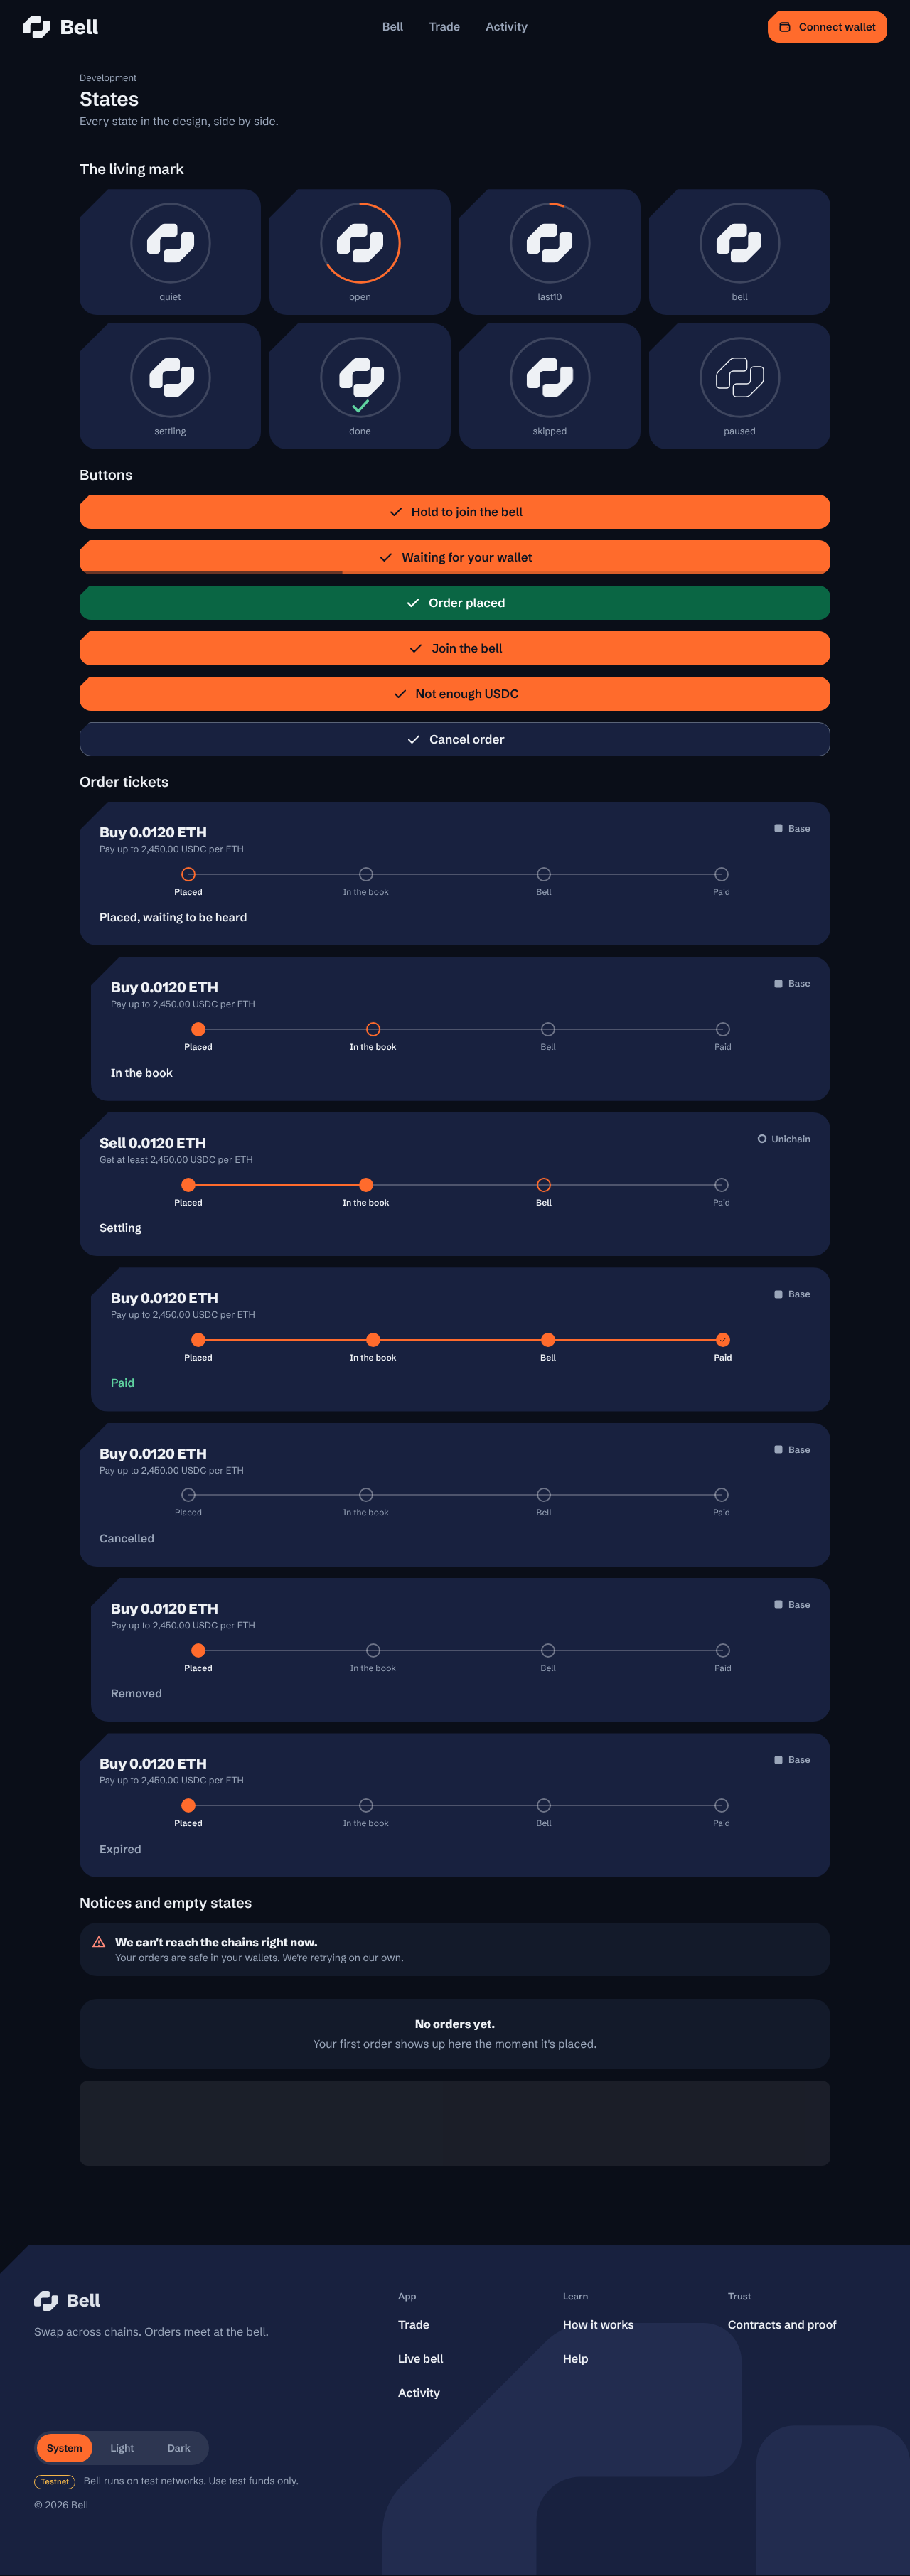 Bell
Bell
Trade
Activity
Connect wallet
Development
States
Every state in the design, side by side.
The living mark
quiet
open
last10
bell
settling
done
skipped
paused
Buttons
Hold to join the bell
Waiting for your wallet
Order placed
Join the bell
Not enough USDC
Cancel order
Order tickets
Buy 0.0120 ETH
Base
Pay up to 2,450.00 USDC per ETH
Placed
In the book
Bell
Paid
Placed, waiting to be heard
Buy 0.0120 ETH
Base
Pay up to 2,450.00 USDC per ETH
Placed
In the book
Bell
Paid
In the book
Sell 0.0120 ETH
Unichain
Get at least 2,450.00 USDC per ETH
Placed
In the book
Bell
Paid
Settling
Buy 0.0120 ETH
Base
Pay up to 2,450.00 USDC per ETH
Placed
In the book
Bell
Paid
Paid
Buy 0.0120 ETH
Base
Pay up to 2,450.00 USDC per ETH
Placed
In the book
Bell
Paid
Cancelled
Buy 0.0120 ETH
Base
Pay up to 2,450.00 USDC per ETH
Placed
In the book
Bell
Paid
Removed
Buy 0.0120 ETH
Base
Pay up to 2,450.00 USDC per ETH
Placed
In the book
Bell
Paid
Expired
Notices and empty states
We can't reach the chains right now.
Your orders are safe in your wallets. We're retrying on our own.
No orders yet.
Your first order shows up here the moment it's placed.
Bell
Swap across chains. Orders meet at the bell.
App
Trade
Live bell
Activity
Learn
How it works
Help
Trust
Contracts and proof
System
Light
Dark
Testnet
Bell runs on test networks. Use test funds only.
© 2026 Bell